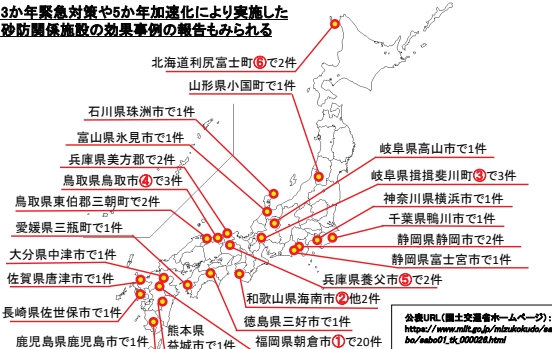 3か年緊急対策や5か年加速化により実施した
砂防関係施設の効果事例の報告もみられる
北海道利尻富士町⑥で2件
山形県小国町で1件
石川県珠洲市で1件
富山県氷見市で1件
兵庫県美方郡で2件
鳥取県鳥取市④で3件
鳥取県東伯郡三朝町で2件
愛媛県三瓶町で1件
大分県中津市で1件
佐賀県唐津市で1件
長崎県佐世保市で1件
鹿児島県鹿児島市で1件
熊本県
益城市で1件
福岡県朝倉市①で20件
徳島県三好市で1件
和歌山県海南市②他2件
兵庫県養父市⑤で2件
静岡県富士宮市で1件
静岡県静岡市で2件
千葉県鴨川市で1件
神奈川県横浜市で1件
岐阜県揖揖斐川町③で3件
岐阜県高山市で1件
公表URL(国土交通省ホームページ):
https://www.mlit.go.jp/mizukokudo/sa
bo/sabo01_tk_000026.html